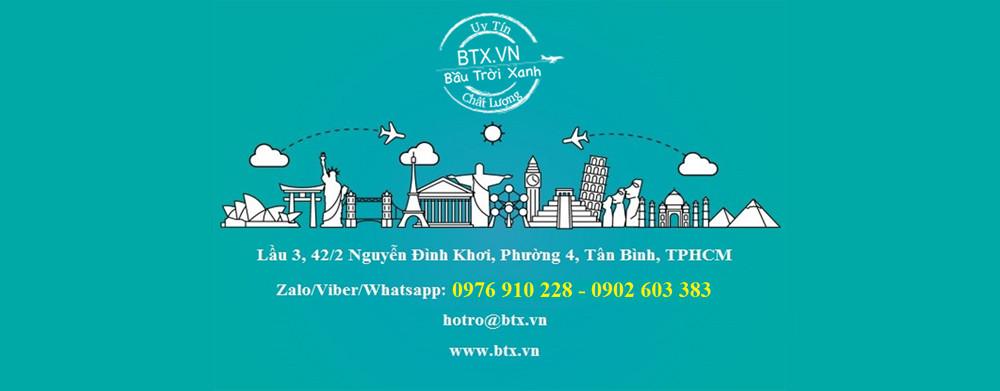 Uy Tín
BTX.VN
Bầu Trời Xanh
Chất Lượng
Lầu 3, 42/2 Nguyễn Đình Khơi, Phường 4, Tân Bình, TPHCM
Zalo/Viber/Whatsapp: 0976 910 228 - 0902 603 383
hotro@btx.vn
www.btx.vn